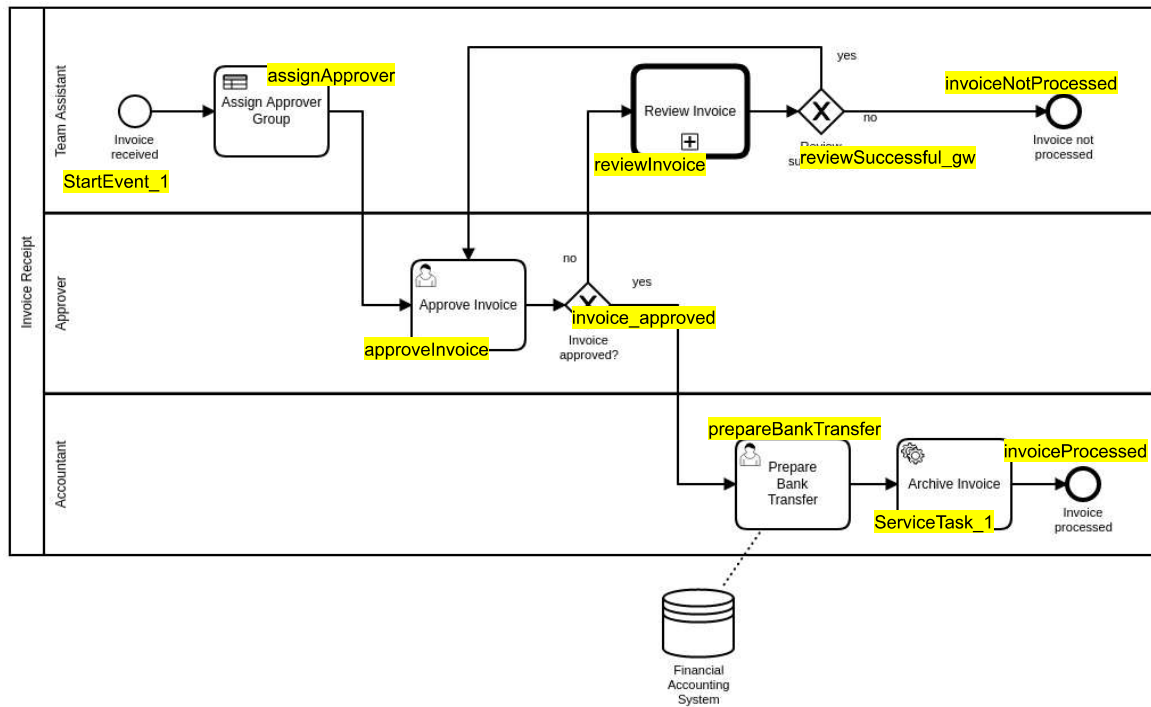 Invoice Receipt
Team Assistant
Invoice
received
StartEvent_1
assignApprover
Assign Approver
Group
Review Invoice
reviewInvoice
yes
no
reviewSuccessful_gw
invoiceNotProcessed
Invoice not
processed
Approver
Approve Invoice
approveInvoice
no
yes
invoice_approved
Invoice
approved?
Accountant
prepareBankTransfer
Prepare
Bank
Transfer
Archive Invoice
ServiceTask_1
invoiceProcessed
Invoice
processed
Financial
Accounting
System